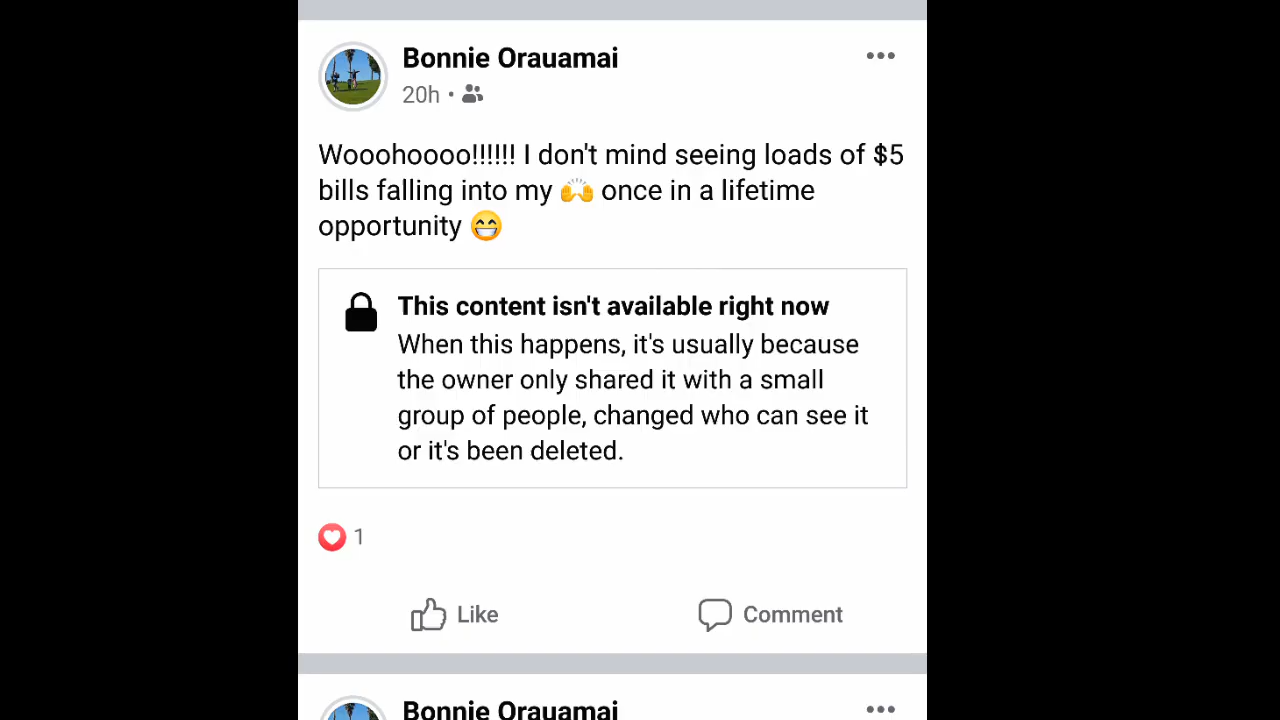 Bonnie Orauamai
20h •
Wooohoooo!!!!!! I don't mind seeing loads of $5
bills falling into my 🙌 once in a lifetime
opportunity 😁
This content isn't available right now
When this happens, it's usually because
the owner only shared it with a small
group of people, changed who can see it
or it's been deleted.
1
Like
Comment
Bonnie Orauamai